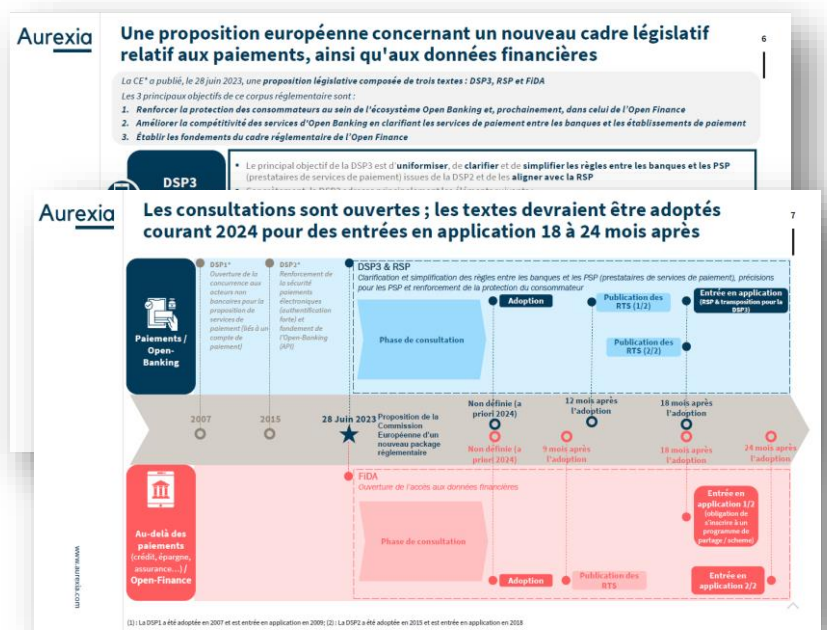 Aurexia
Une proposition européenne concernant un nouveau cadre législatif
relatif aux paiements, ainsi qu'aux données financières
6
La CE* a publié, le 28 juin 2023, une proposition législative composée de trois textes : DSP3, RSP et FiDA
Les 3 principaux objectifs de ce corpus réglementaire sont :
1. Renforcer la protection des consommateurs au sein de l'écosystème Open Banking et, prochainement, dans celui de l'Open Finance
2. Améliorer la compétitivité des services d'Open Banking en clarifiant les services de paiement entre les banques et les établissements de paiement
3. Établir les fondements du cadre réglementaire de l'Open Finance
DSP3
• Le principal objectif de la DSP3 est d'uniformiser, de clarifier et de simplifier les règles entre les banques et les PSP
(prestataires de services de paiement) issues de la DSP2 et de les aligner avec la RSP
Aurexia
Les consultations sont ouvertes ; les textes devraient être adoptés
courant 2024 pour des entrées en application 18 à 24 mois après
7
Paiements /
Open-
Banking
DSP1*
Ouverture de la
concurrence aux
acteurs non
bancaires pour la
proposition de
services de
paiement (liés à un
compte de
paiement)
DSP2*
Renforcement de
la sécurité
paiements
électroniques
(authentification
forte) et
fondement de
l'Open-Banking
(API)
DSP3 & RSP
Clarification et simplification des règles entre les banques et les PSP (prestataires de services de paiement), précisions
pour les PSP et renforcement de la protection du consommateur
Phase de consultation
Adoption
Publication des
RTS (1/2)
Publication des
RTS (2/2)
Entrée en application
(RSP & transposition pour la
DSP3)
2007
2015
28 Juin 2023
Proposition de la
Commission
Européenne d'un
nouveau package
réglementaire
Non définie (a
priori 2024)
12 mois après
l'adoption
18 mois après
l'adoption
Non définie (a
priori 2024)
9 mois après
l'adoption
18 mois après
l'adoption
24 mois après
l'adoption
Au-delà des
paiements
(crédit, épargne,
assurance...) /
Open-Finance
FiDA
Ouverture de l'accès aux données financières
Phase de consultation
Adoption
Publication des
RTS
Entrée en
application 1/2
(obligation de
s'inscrire à un
programme de
partage / scheme)
Entrée en
application 2/2
www.aurexia.com
(1) : La DSP1 a été adoptée en 2007 et est entrée en application en 2009; (2) : La DSP2 a été adoptée en 2015 et est entrée en application en 2018